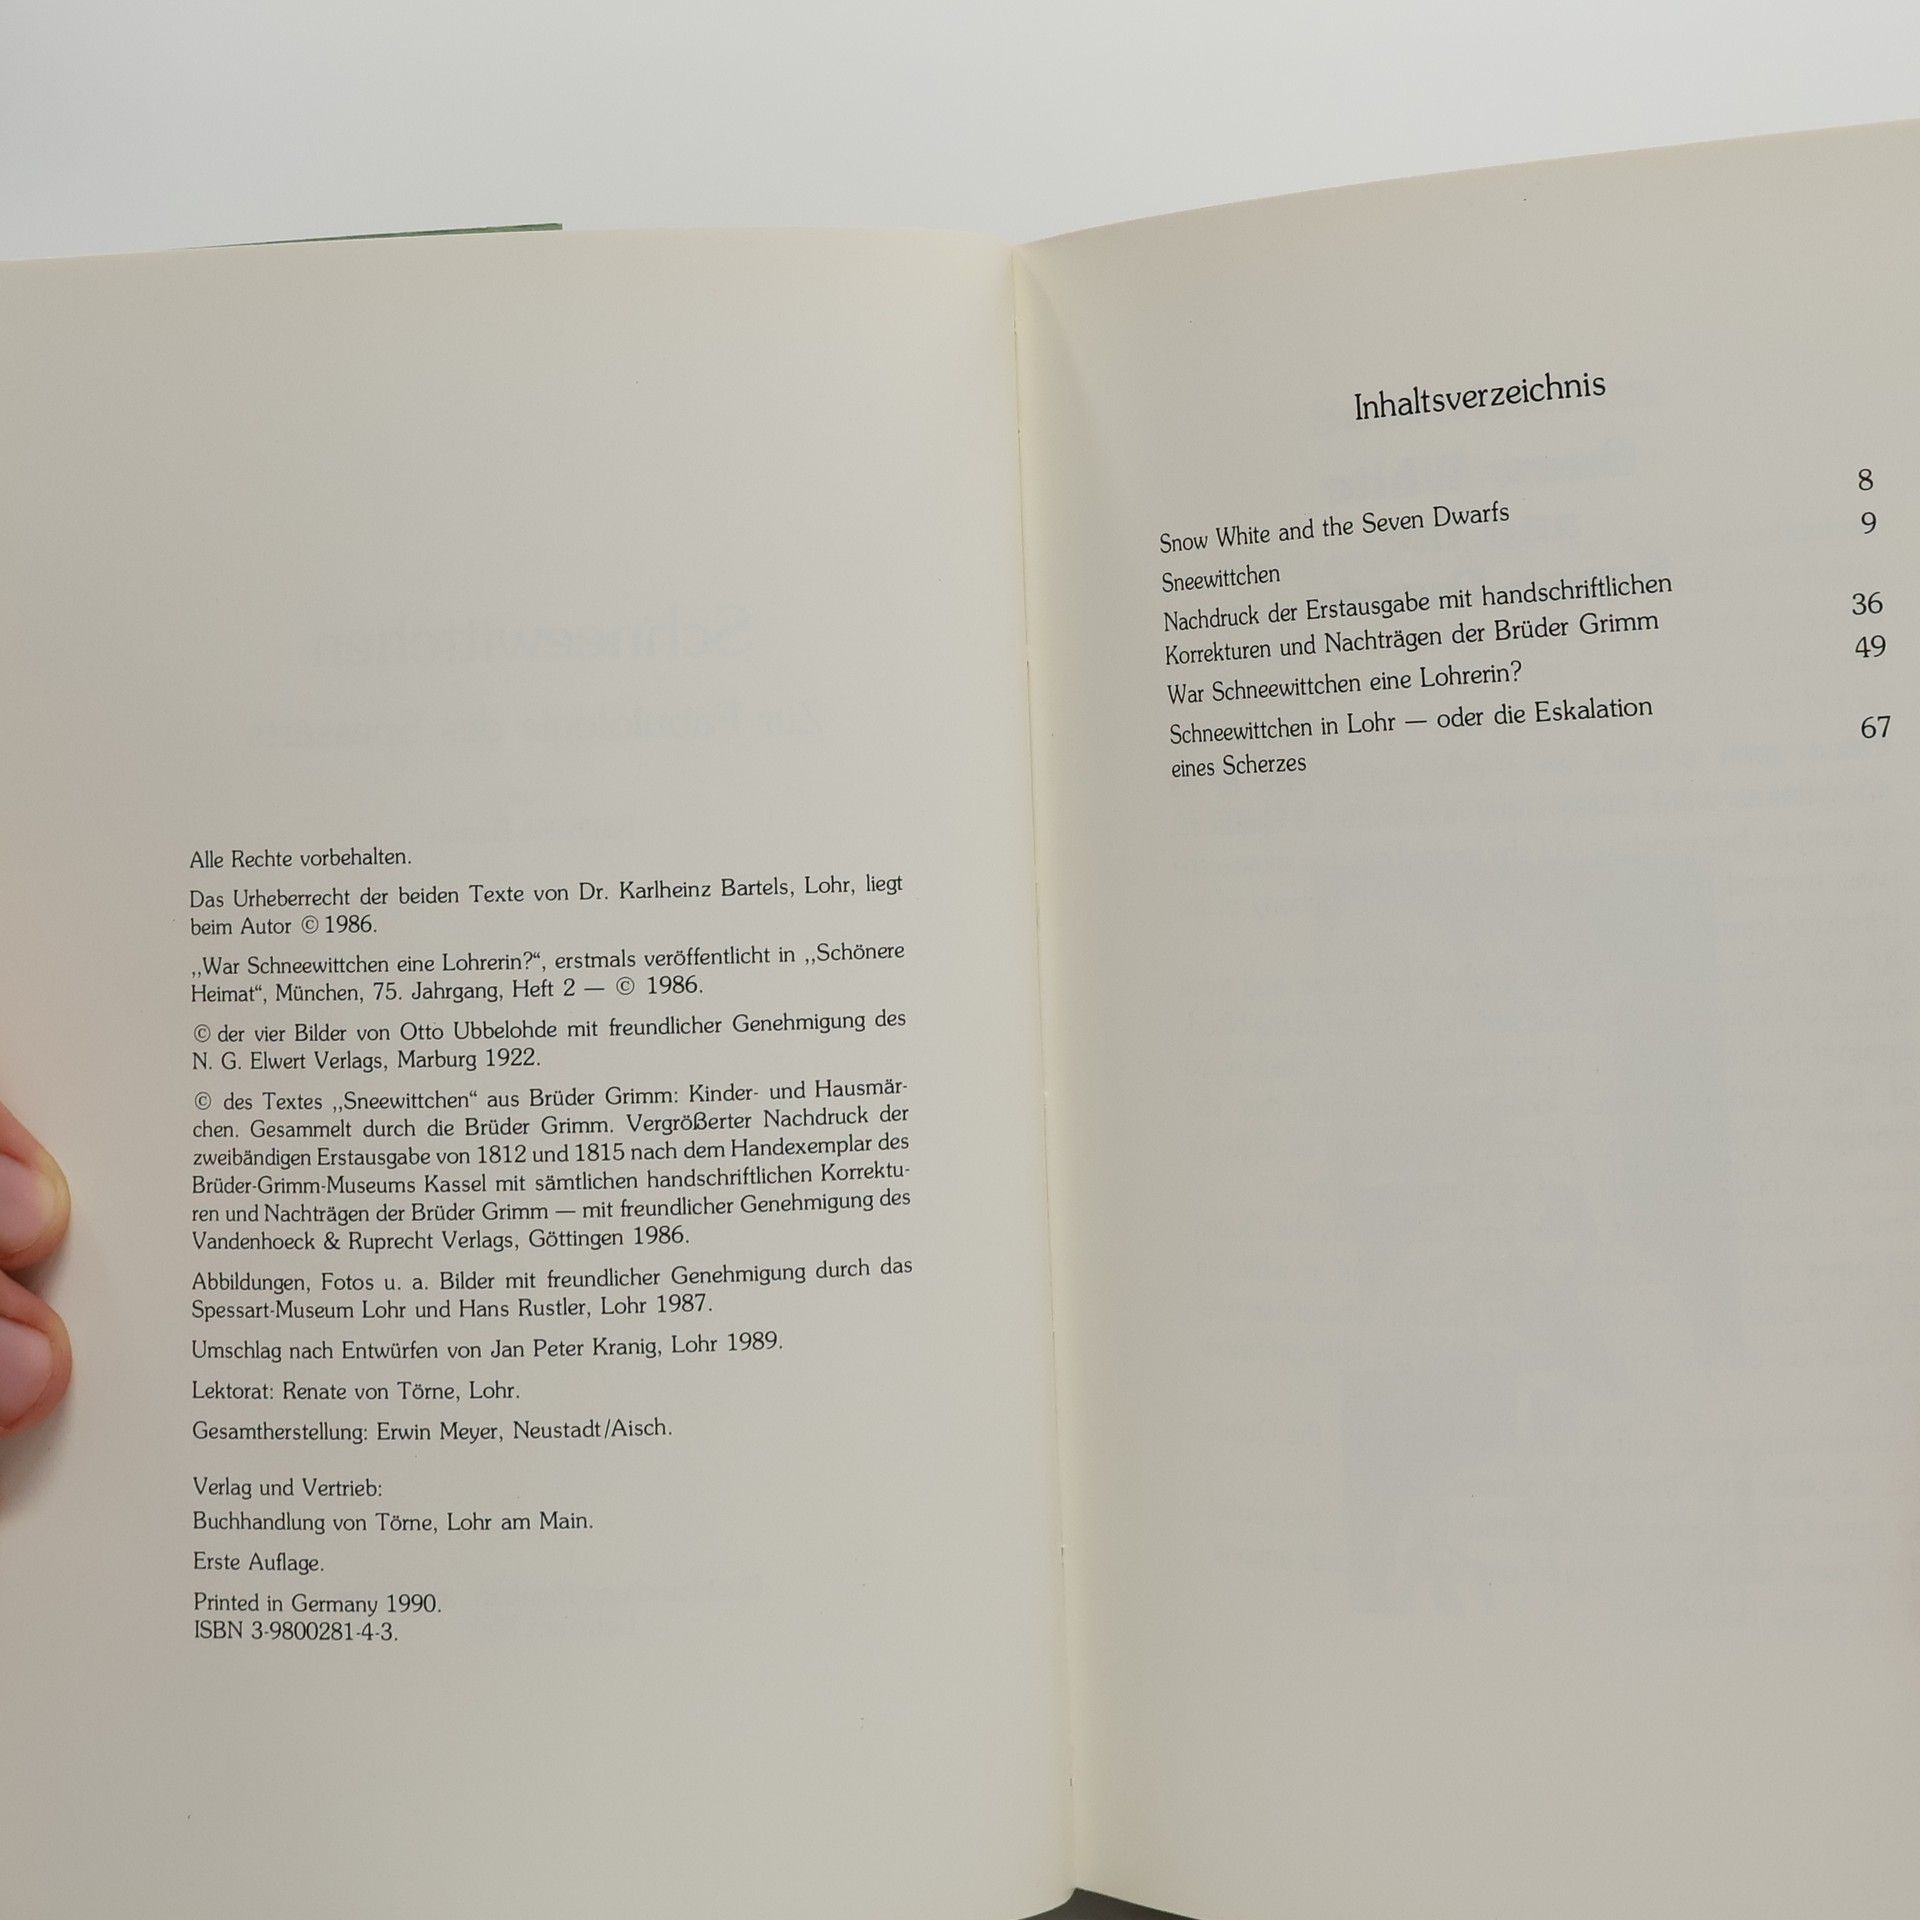 Alle Rechte vorbehalten.
Das Urheberrecht der beiden Texte von Dr. Karlheinz Bartels, Lohr, liegt
beim Autor © 1986.
,,War Schneewittchen eine Lohrerin?“, erstmals veröffentlicht in ,,Schönere
Heimat“, München, 75. Jahrgang, Heft 2 — © 1986.
© der vier Bilder von Otto Ubbelohde mit freundlicher Genehmigung des
N. G. Elwert Verlags, Marburg 1922.
© des Textes ,,Sneewittchen“ aus Brüder Grimm: Kinder- und Hausmär-
chen. Gesammelt durch die Brüder Grimm. Vergrößerter Nachdruck der
zweibändigen Erstausgabe von 1812 und 1815 nach dem Handexemplar des
Brüder-Grimm-Museums Kassel mit sämtlichen handschriftlichen Korrektu-
ren und Nachträgen der Brüder Grimm — mit freundlicher Genehmigung des
Vandenhoeck & Ruprecht Verlags, Göttingen 1986.
Abbildungen, Fotos u. a. Bilder mit freundlicher Genehmigung durch das
Spessart-Museum Lohr und Hans Rustler, Lohr 1987.
Umschlag nach Entwürfen von Jan Peter Kranig, Lohr 1989.
Lektorat: Renate von Törne, Lohr.
Gesamtherstellung: Erwin Meyer, Neustadt/Aisch.
Verlag und Vertrieb:
Buchhandlung von Törne, Lohr am Main.
Erste Auflage.
Printed in Germany 1990.
ISBN 3-9800281-4-3.
Inhaltsverzeichnis
Snow White and the Seven Dwarfs 8
Sneewittchen 9
Nachdruck der Erstausgabe mit handschriftlichen
Korrekturen und Nachträgen der Brüder Grimm 36
War Schneewittchen eine Lohrerin? 49
Schneewittchen in Lohr — oder die Eskalation
eines Scherzes 67